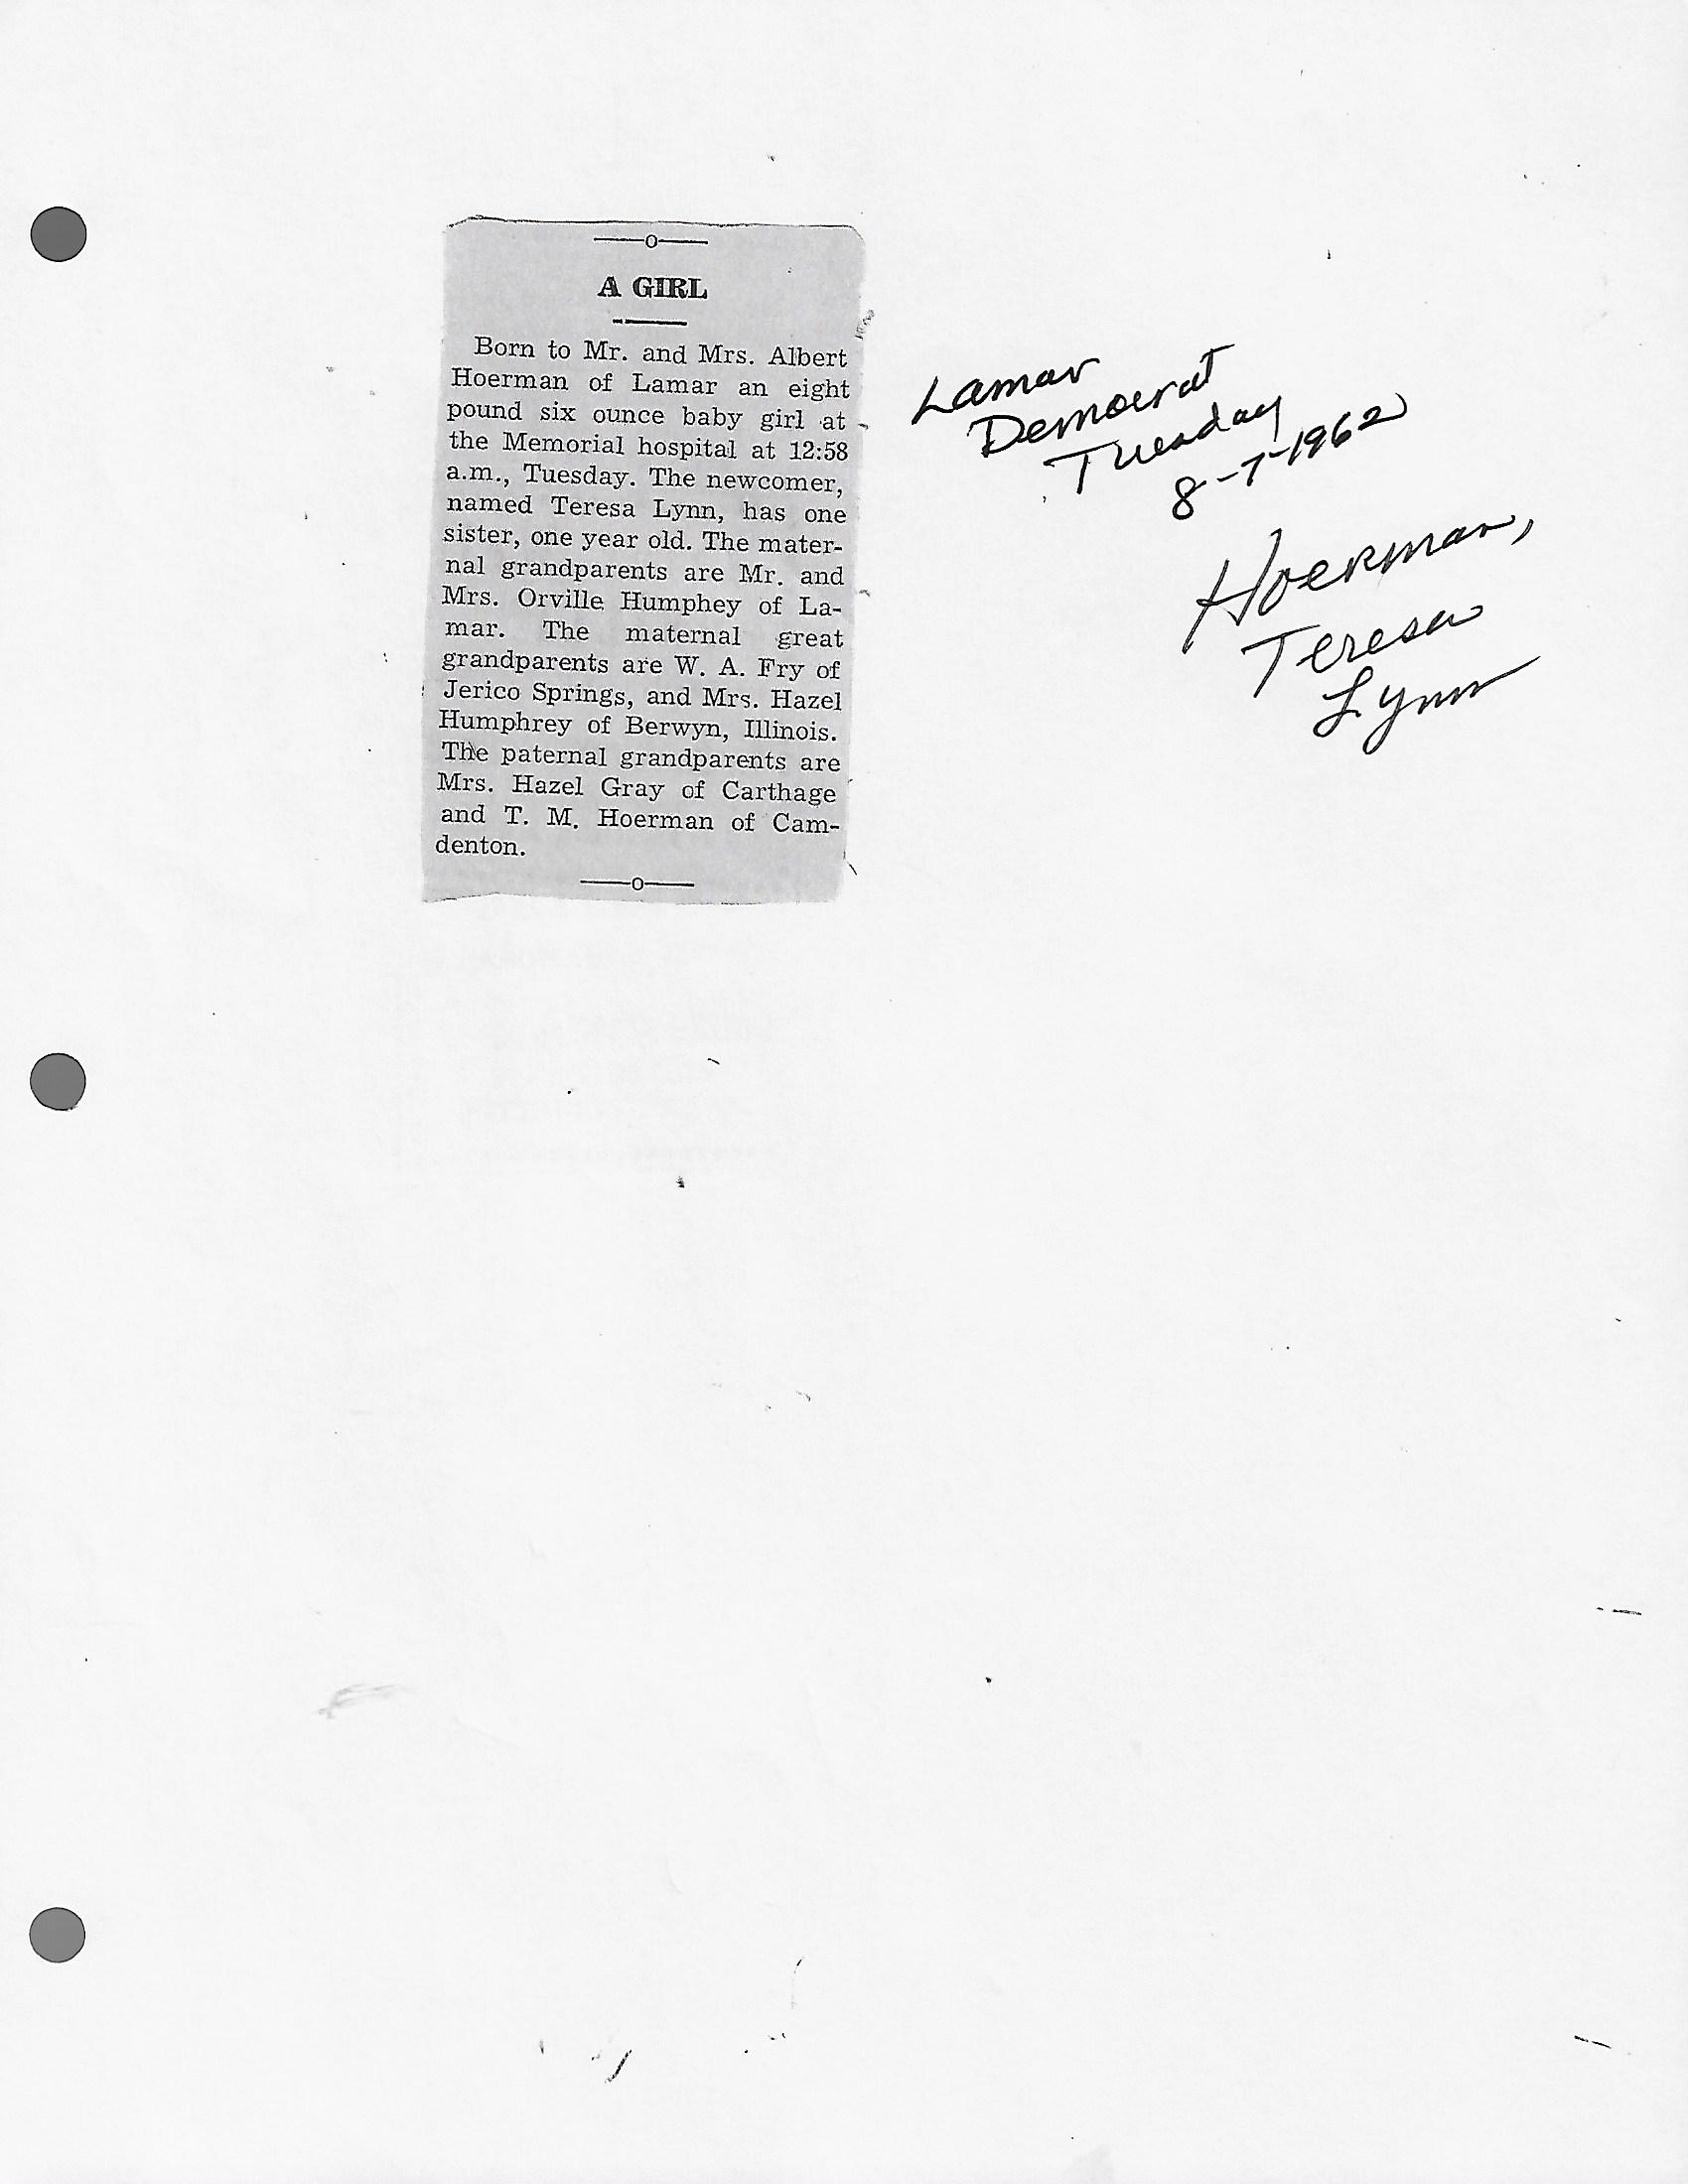 —o—
A GIRL
Born to Mr. and Mrs. Albert
Hoerman of Lamar an eight
pound six ounce baby girl at
the Memorial hospital at 12:58
a.m., Tuesday. The newcomer,
named Teresa Lynn, has one
sister, one year old. The mater-
nal grandparents are Mr. and
Mrs. Orville Humphey of La-
mar. The maternal great
grandparents are W. A. Fry of
Jerico Springs, and Mrs. Hazel
Humphrey of Berwyn, Illinois.
The paternal grandparents are
Mrs. Hazel Gray of Carthage
and T. M. Hoerman of Cam-
denton.
—o—
Lamar
Democrat
Tuesday
8-7-1962
Hoerman,
Teresa
Lynn